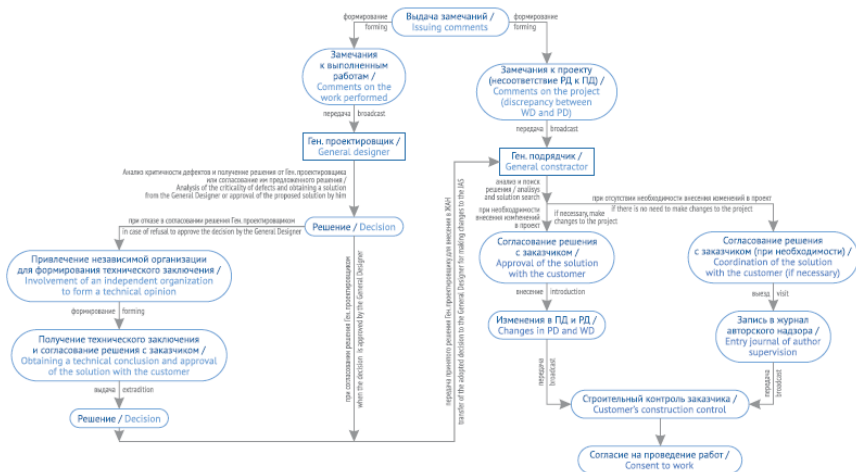 формирование
forming
Выдача замечаний /
Issuing comments
формирование
forming
Замечания
к выполненным
работам /
Comments on the
work performed
Замечания к проекту
(несоответствие РД к ПД) /
Comments on the project
(discrepancy between
WD and PD)
передача broadcast
передача broadcast
Ген. проектировщик /
General designer
Ген. подрядчик /
General constractor
Анализ критичности дефектов и получение решения от Ген. проектировщика
или согласование им предложенного решения /
Analysis of the criticality of defects and obtaining a solution
from the General Designer or approval of the proposed solution by him
анализ и поиск
решения / analisys
and solution search
при необходимости
внесения изменений
в проект
if necessary, make
changes to the project
при отсутствии необходимости внесения изменений в проект
if there is no need to make changes to the project
при отказе в согласовании решения Ген. проектировщиком
in case of refusal to approve the decision by the General Designer
Решение / Decision
Привлечение независимой организации
для формирования технического заключения /
Involvement of an independent organization
to form a technical opinion
Согласование решения
с заказчиком /
Approval of the solution
with the customer
Согласование решения
с заказчиком (при необходимости) /
Coordination of the solution
with the customer (if necessary)
формирование forming
внесение introduction
выезд visit
Получение технического заключения
и согласование решения с заказчиком /
Obtaining a technical conclusion and approval
of the solution with the customer
Изменения в ПД и РД /
Changes in PD and WD
Запись в журнал
авторского надзора /
Entry journal of author
supervision
выдача extradition
Решение / Decision
при согласовании решения Ген. проектировщиком
when the decision is approved by the General Designer
передача принятого решения Ген. проектировщику для внесения в ЖАН
transfer of the adopted decision to the General Designer for making changes to the JAS
передача
broadcast
передача
broadcast
Строительный контроль заказчика /
Customer's construction control
Согласие на проведение работ /
Consent to work